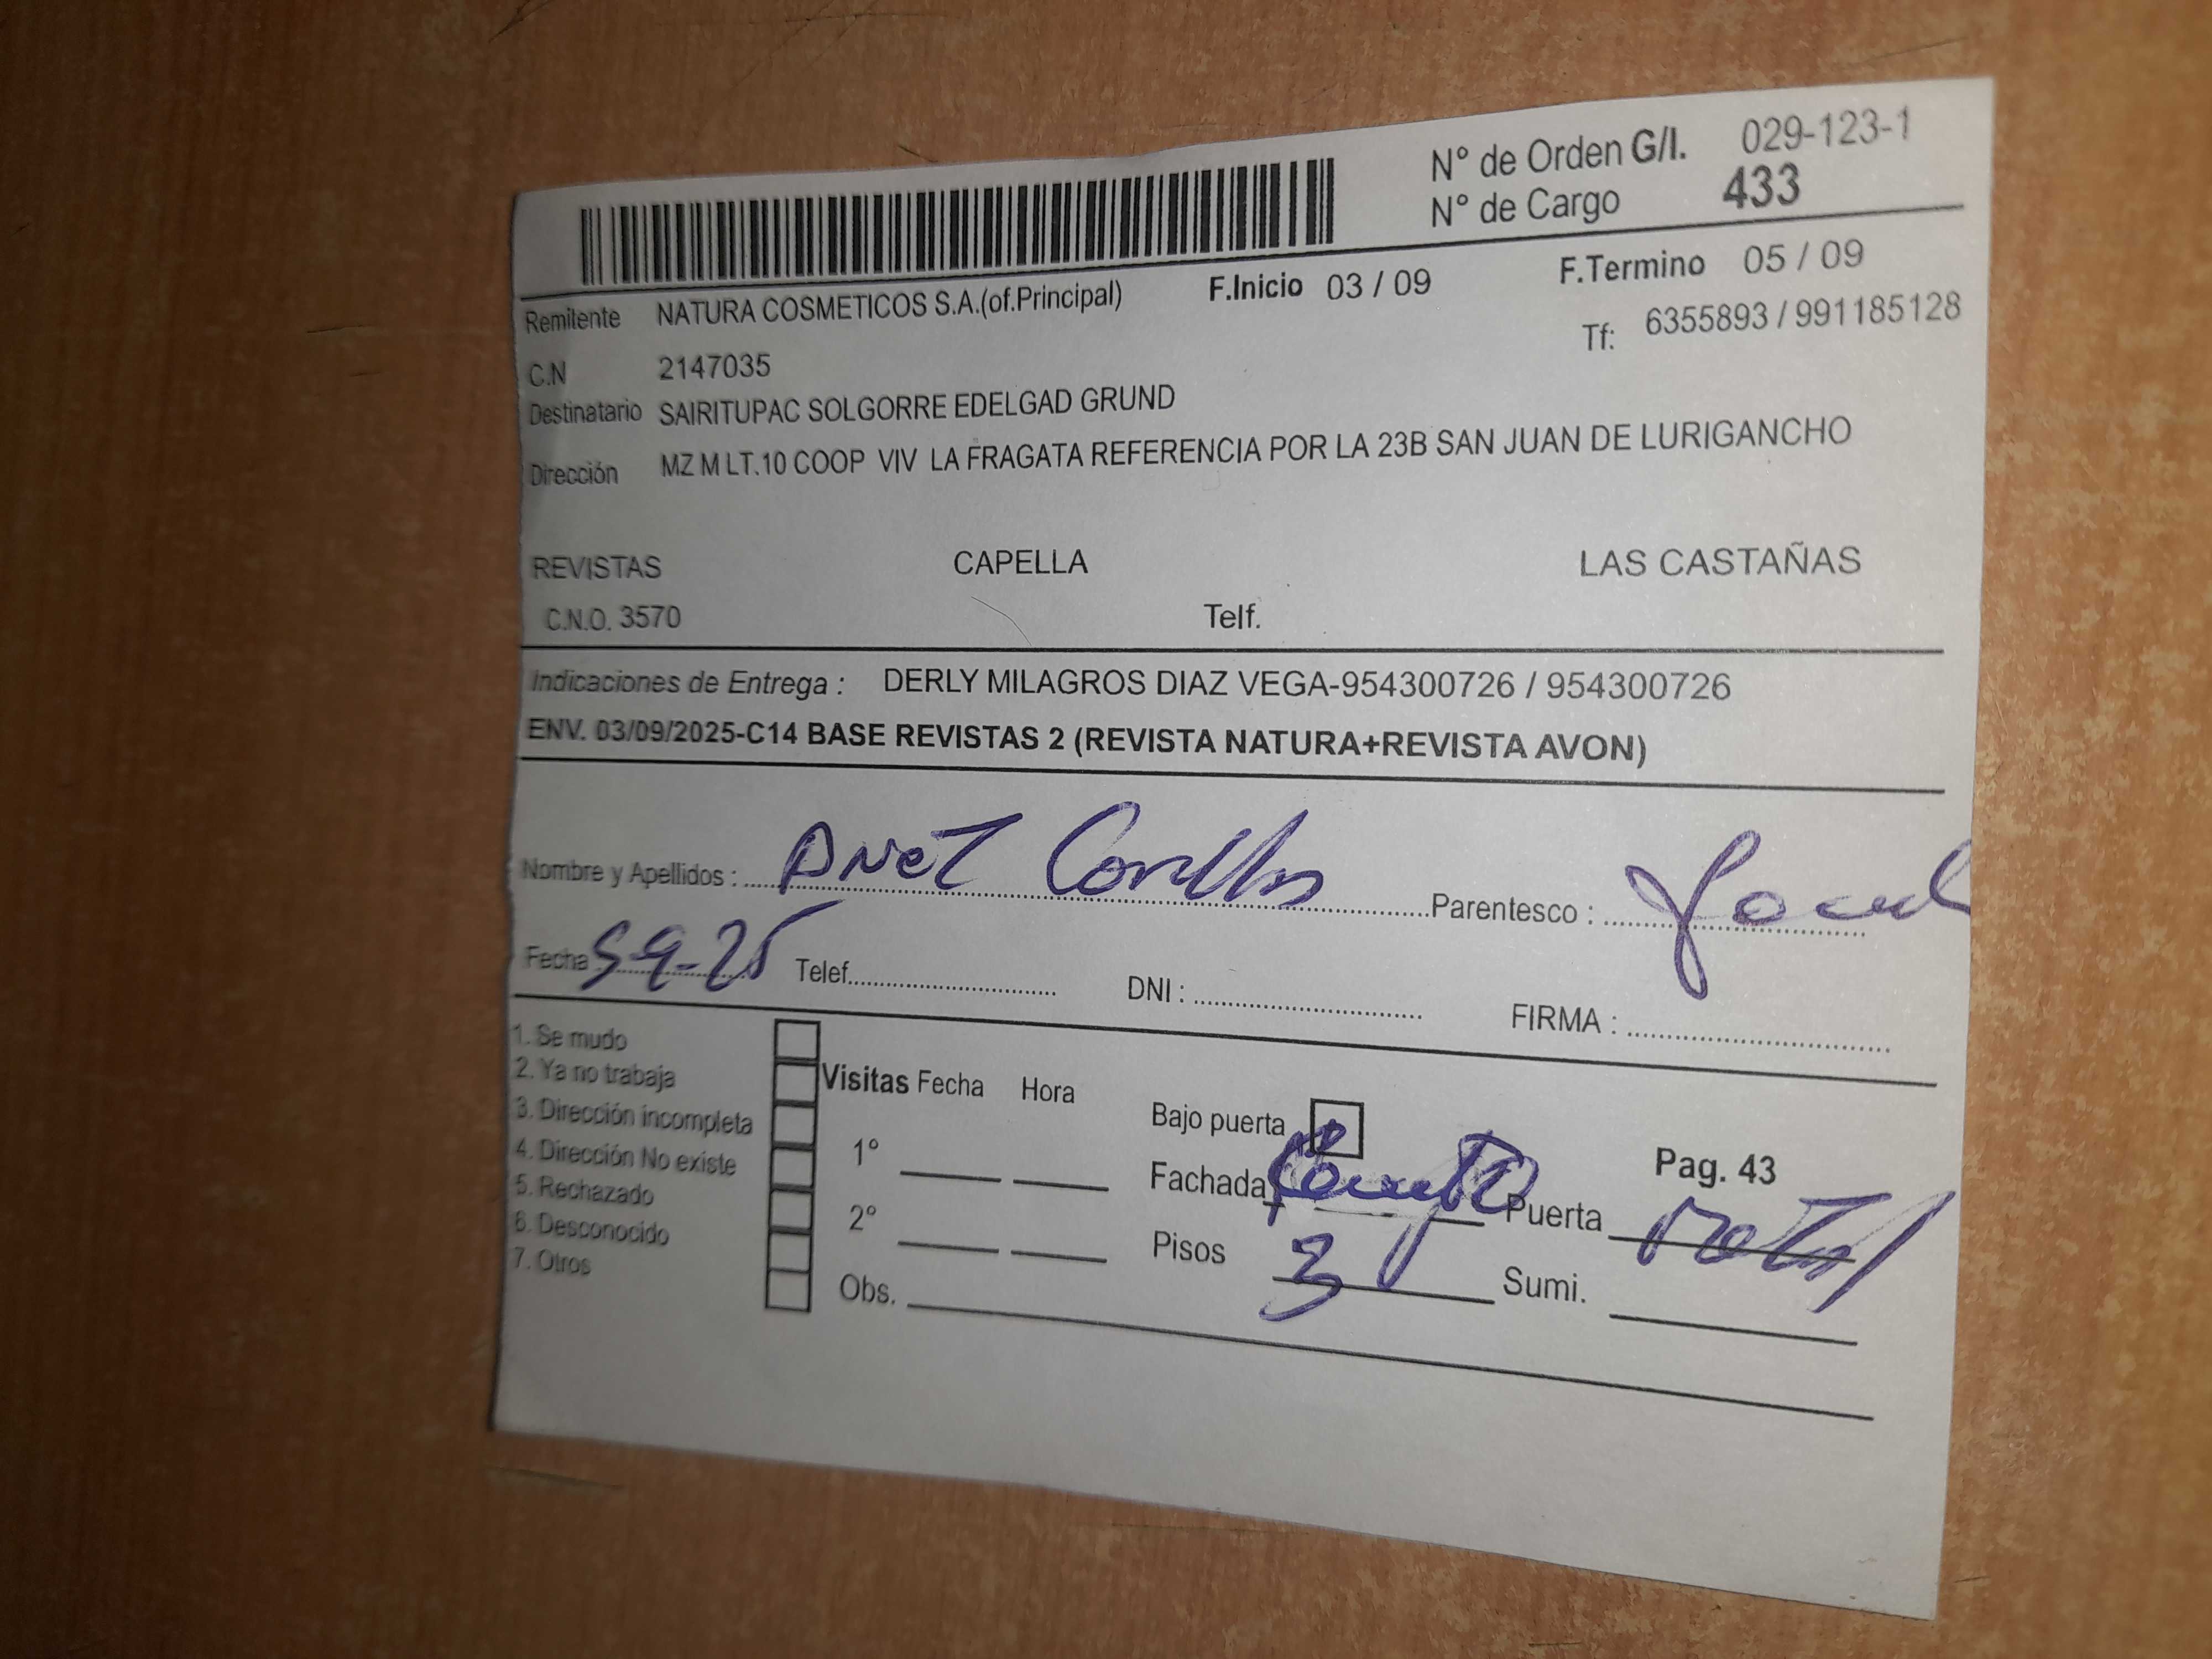 N° de Orden G/I. 029-123-1
N° de Cargo 433
Remitente NATURA COSMETICOS S.A.(of.Principal) F.Inicio 03 / 09 F.Termino 05 / 09
C.N 2147035 Tf: 6355893 / 991185128
Destinatario SAIRITUPAC SOLGORRE EDELGAD GRUND
Dirección MZ M LT.10 COOP VIV LA FRAGATA REFERENCIA POR LA 23B SAN JUAN DE LURIGANCHO
REVISTAS CAPELLA LAS CASTAÑAS
C.N.O. 3570 Telf.
Indicaciones de Entrega : DERLY MILAGROS DIAZ VEGA-954300726 / 954300726
ENV. 03/09/2025-C14 BASE REVISTAS 2 (REVISTA NATURA+REVISTA AVON)
Nombre y Apellidos : Parentesco :
Fecha 5 9-25 Telef. DNI : FIRMA :
1. Se mudo
2. Ya no trabaja Visitas Fecha Hora
3. Dirección incompleta Bajo puerta
4. Dirección No existe 1° Fachada Pag. 43
5. Rechazado Puerta
6. Desconocido 2° Pisos 3 Sumi.
7. Otros Obs.